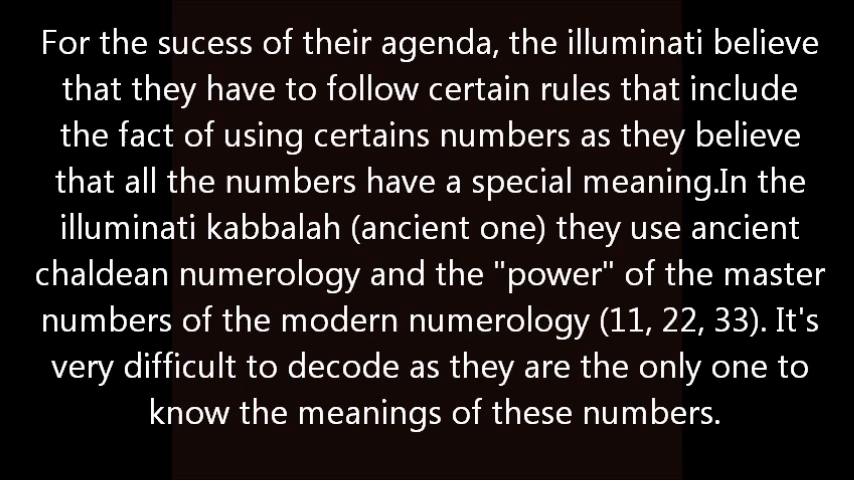 For the sucess of their agenda, the illuminati believe
that they have to follow certain rules that include
the fact of using certains numbers as they believe
that all the numbers have a special meaning.In the
illuminati kabbalah (ancient one) they use ancient
chaldean numerology and the "power" of the master
numbers of the modern numerology (11, 22, 33). It's
very difficult to decode as they are the only one to
know the meanings of these numbers.